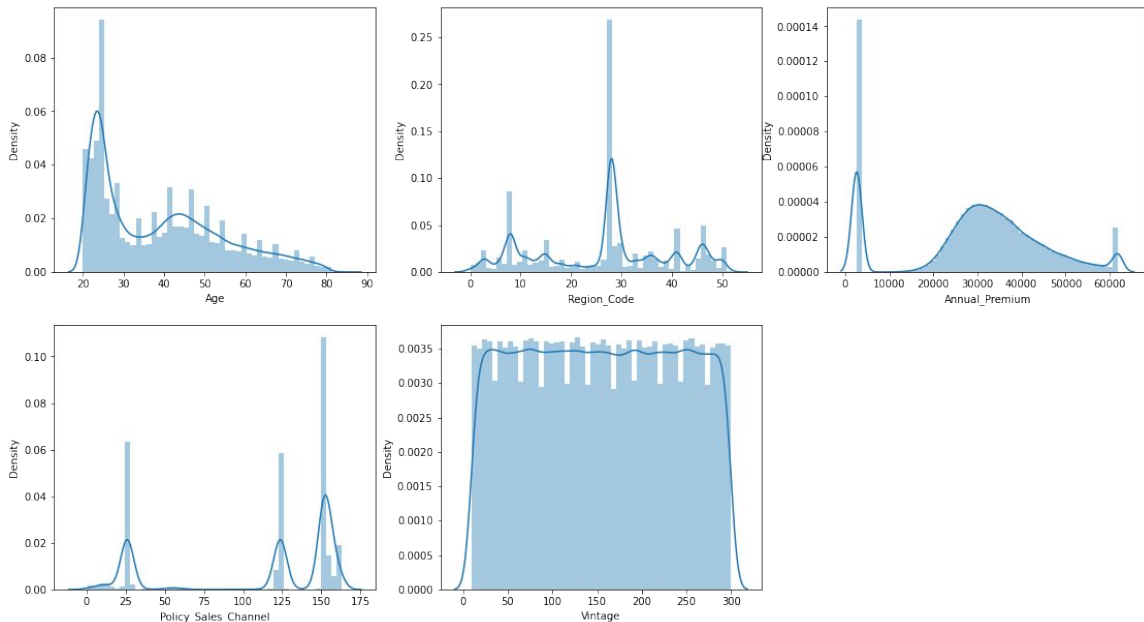 0.08
0.06
0.04
0.02
0.00
Density
20 30 40 50 60 70 80 90
Age
0.25
0.20
0.15
0.10
0.05
0.00
Density
0 10 20 30 40 50
Region_Code
0.00014
0.00012
0.00010
0.00008
0.00006
0.00004
0.00002
0.00000
Density
0 10000 20000 30000 40000 50000 60000
Annual_Premium
0.10
0.08
0.06
0.04
0.02
0.00
Density
0 25 50 75 100 125 150 175
Policy_Sales_Channel
0.0035
0.0030
0.0025
0.0020
0.0015
0.0010
0.0005
0.0000
Density
0 50 100 150 200 250 300
Vintage